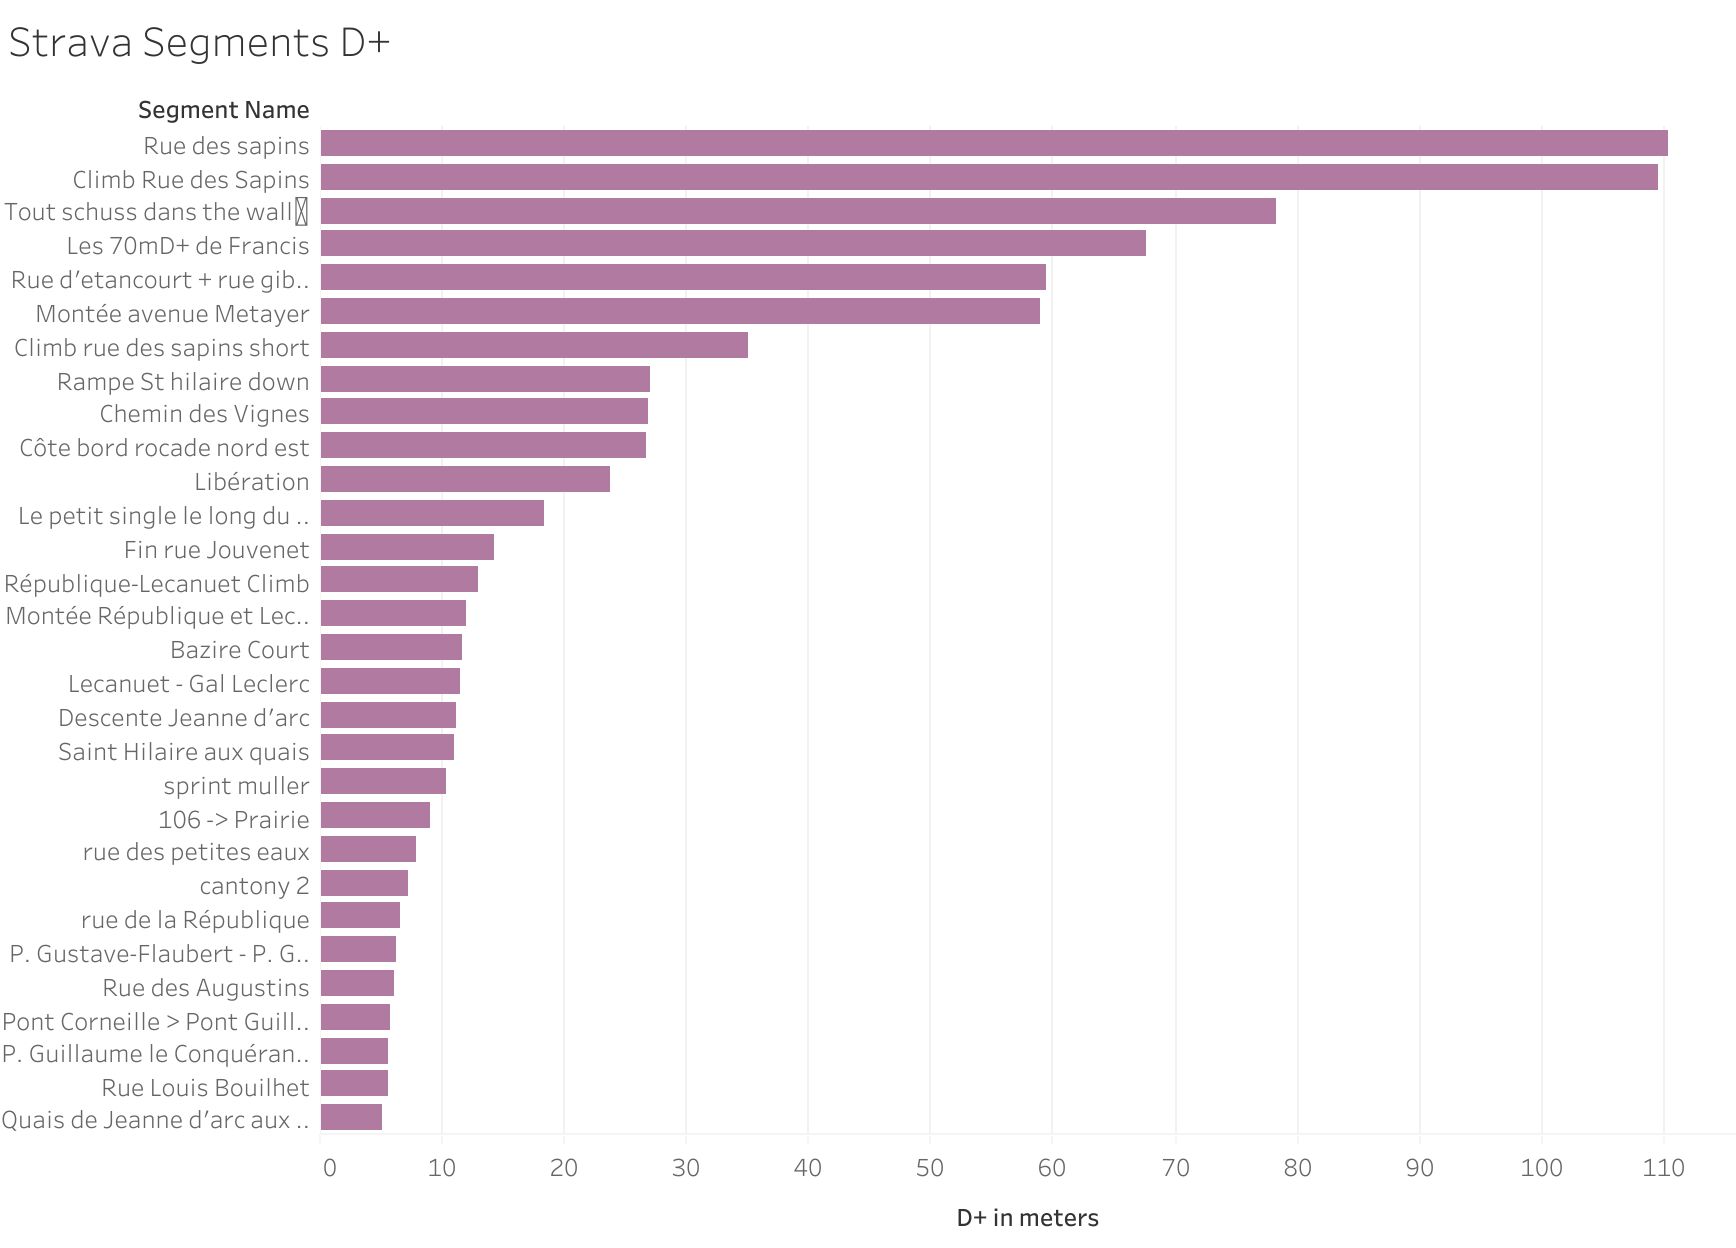 Strava Segments D+
Segment Name
Rue des sapins
Climb Rue des Sapins
Tout schuss dans the wall
Les 70mD+ de Francis
Rue d’etancourt + rue gib..
Montée avenue Metayer
Climb rue des sapins short
Rampe St hilaire down
Chemin des Vignes
Côte bord rocade nord est
Libération
Le petit single le long du ..
Fin rue Jouvenet
République-Lecanuet Climb
Montée République et Lec..
Bazire Court
Lecanuet - Gal Leclerc
Descente Jeanne d’arc
Saint Hilaire aux quais
sprint muller
106 -> Prairie
rue des petites eaux
cantony 2
rue de la République
P. Gustave-Flaubert - P. G..
Rue des Augustins
Pont Corneille > Pont Guill..
P. Guillaume le Conquéran..
Rue Louis Bouilhet
Quais de Jeanne d’arc aux ..
0 10 20 30 40 50 60 70 80 90 100 110
D+ in meters